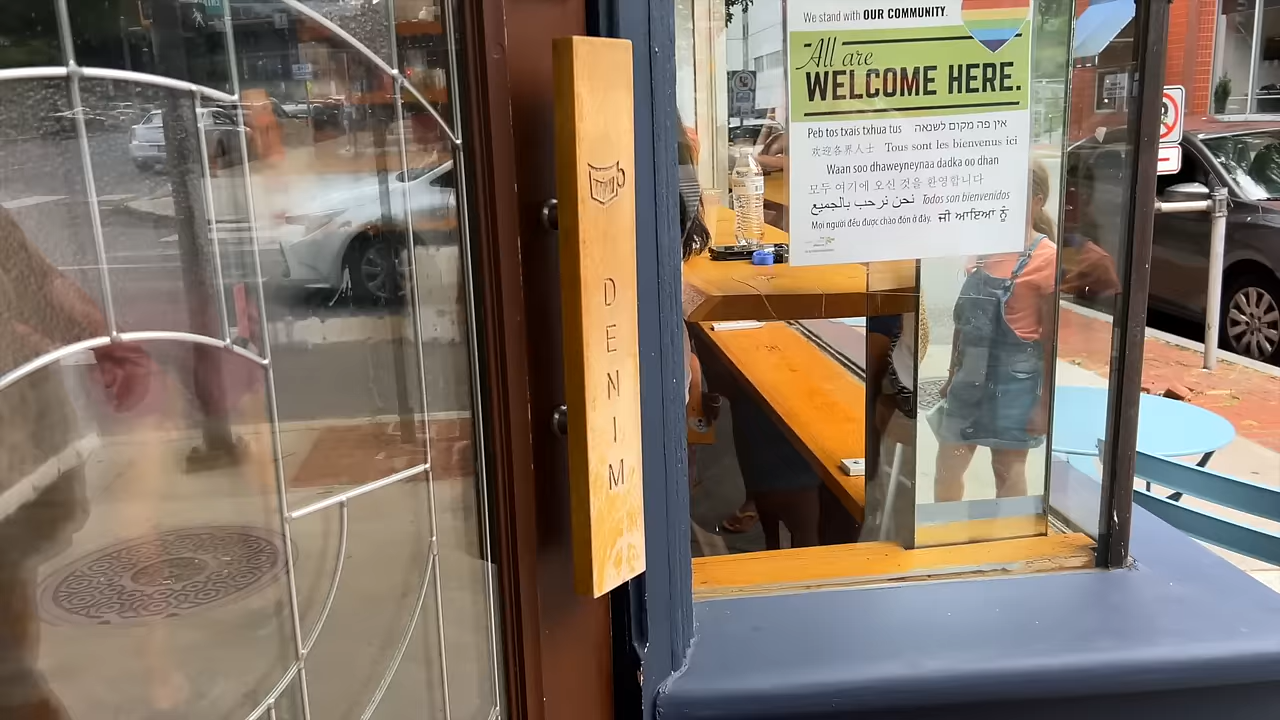 DENIM
We stand with OUR COMMUNITY.
All are
WELCOME HERE.
Peb tos txais txhua tus אין פה מקום לשנאה
欢迎各界人士 Tous sont les bienvenus ici
Waan soo dhaweyneynaa dadka oo dhan
모두 여기에 오신 것을 환영합니다
نحن نرحب بالجميع Todos son bienvenidos
Mọi người đều được chào đón ở đây. ਜੀ ਆਇਆਂ ਨੂੰ